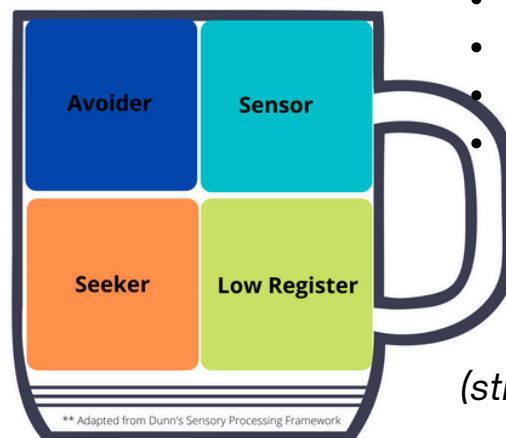 Avoider
Sensor
Seeker
Low Register
** Adapted from Dunn's Sensory Processing Framework